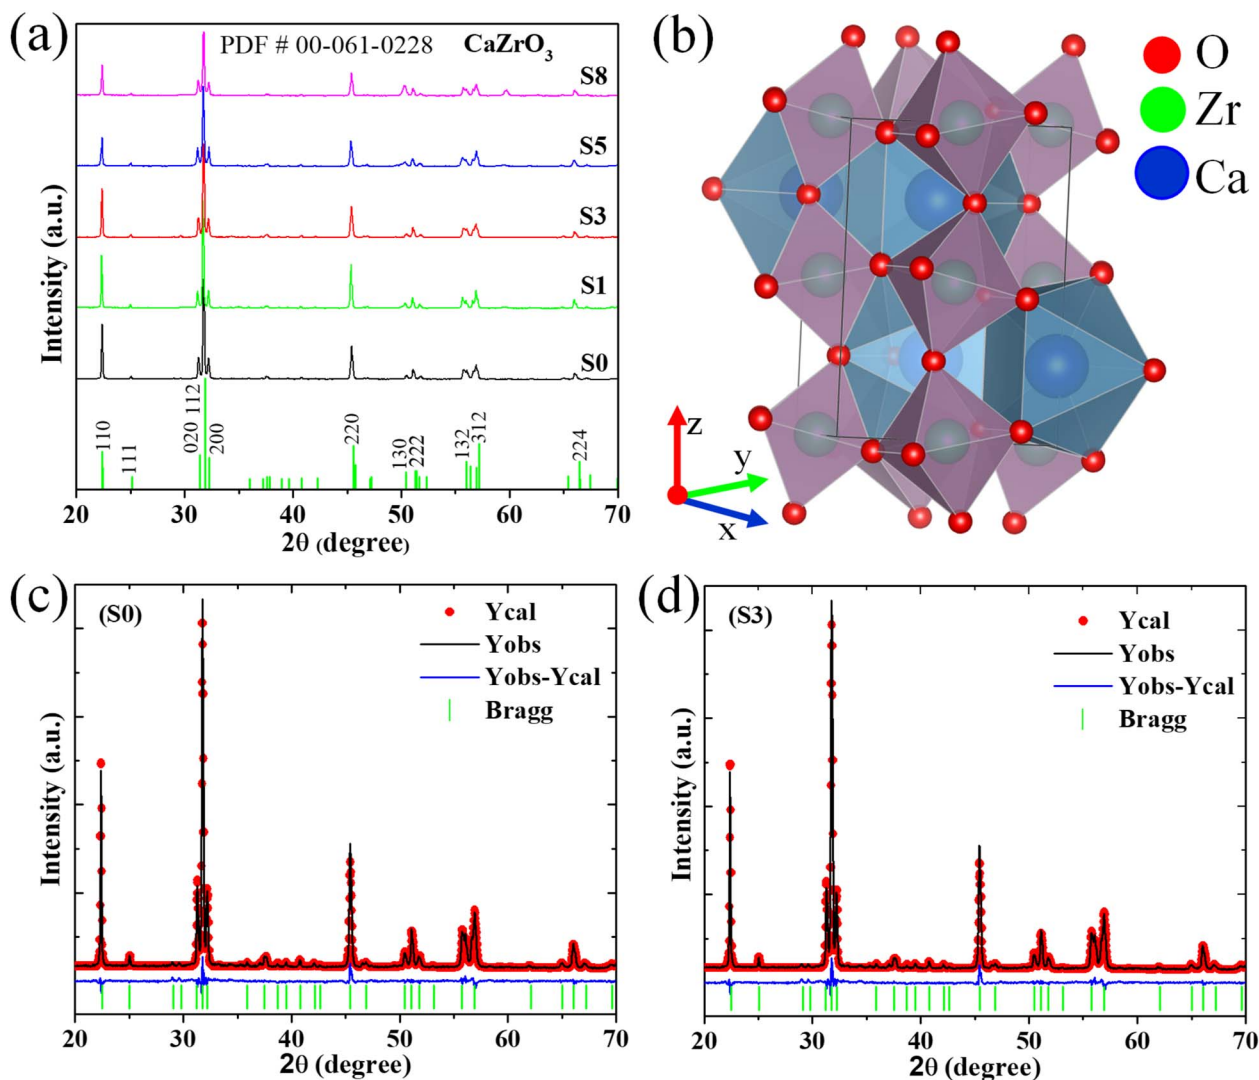 (a)
PDF # 00-061-0228 CaZrO3
S8
S5
S3
S1
S0
Intensity (a.u.)
110
111
020
112
200
220
130
222
132
312
224
20 30 40 50 60 70
2θ (degree)
(b)
O
Zr
Ca
z
y
x
(c)
(S0)
Ycal
Yobs
Yobs-Ycal
Bragg
Intensity (a.u.)
20 30 40 50 60 70
2θ (degree)
(d)
(S3)
Ycal
Yobs
Yobs-Ycal
Bragg
Intensity (a.u.)
20 30 40 50 60 70
2θ (degree)